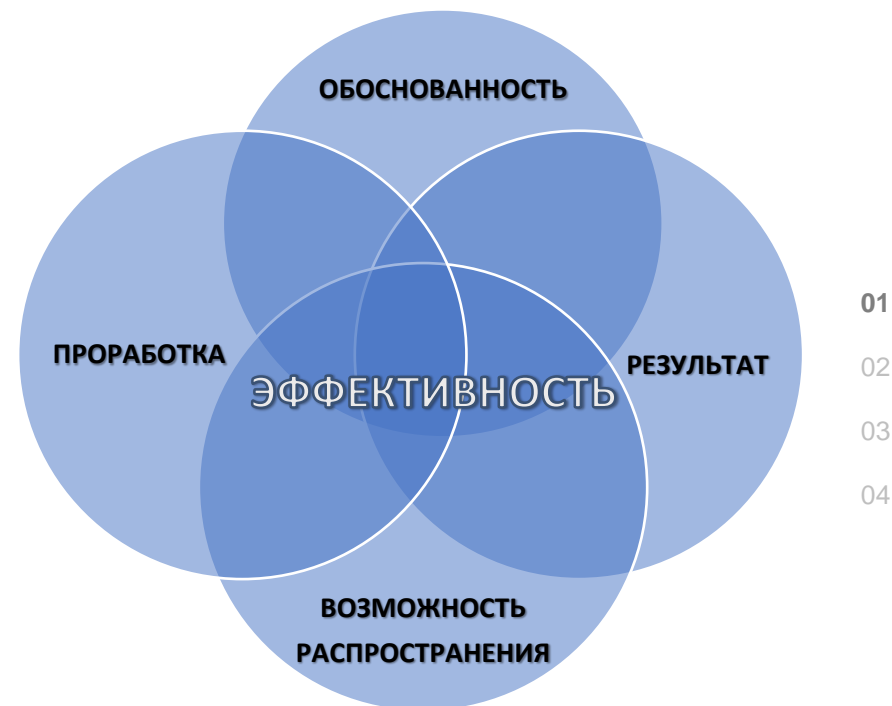 ОБОСНОВАННОСТЬ
ПРОРАБОТКА
РЕЗУЛЬТАТ
ЭФФЕКТИВНОСТЬ
ВОЗМОЖНОСТЬ
РАСПРОСТРАНЕНИЯ
01
02
03
04